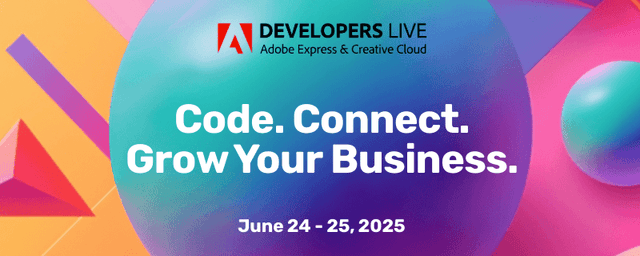 DEVELOPERS LIVE
Adobe Express & Creative Cloud
Code. Connect.
Grow Your Business.
June 24 - 25, 2025